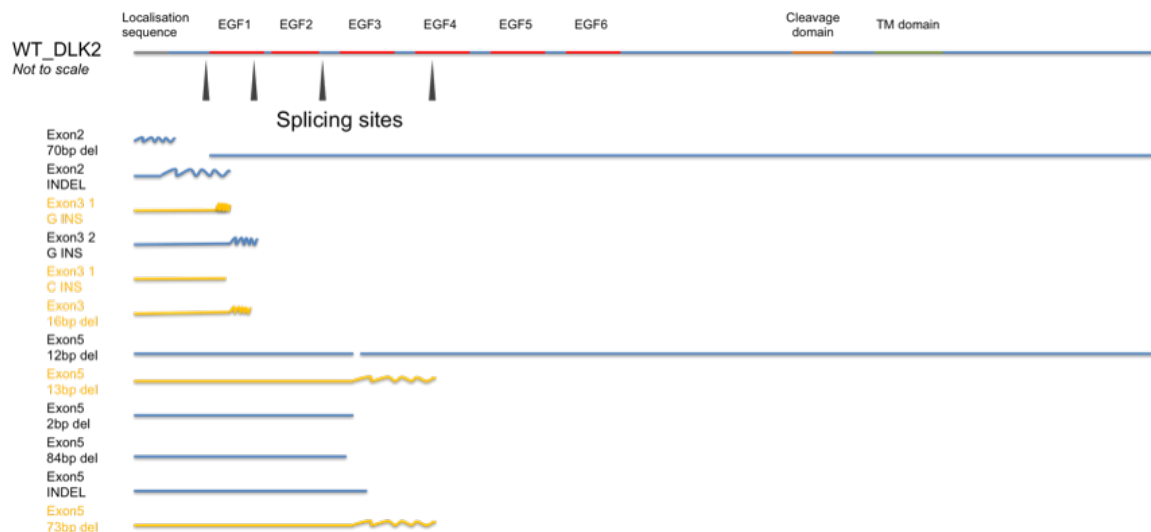 Localisation
sequence
EGF1
EGF2
EGF3
EGF4
EGF5
EGF6
Cleavage
domain
TM domain
WT_DLK2
Not to scale
Splicing sites
Exon2
70bp del
Exon2
INDEL
Exon3 1
G INS
Exon3 2
G INS
Exon3 1
C INS
Exon3
16bp del
Exon5
12bp del
Exon5
13bp del
Exon5
2bp del
Exon5
84bp del
Exon5
INDEL
Exon5
73bp del